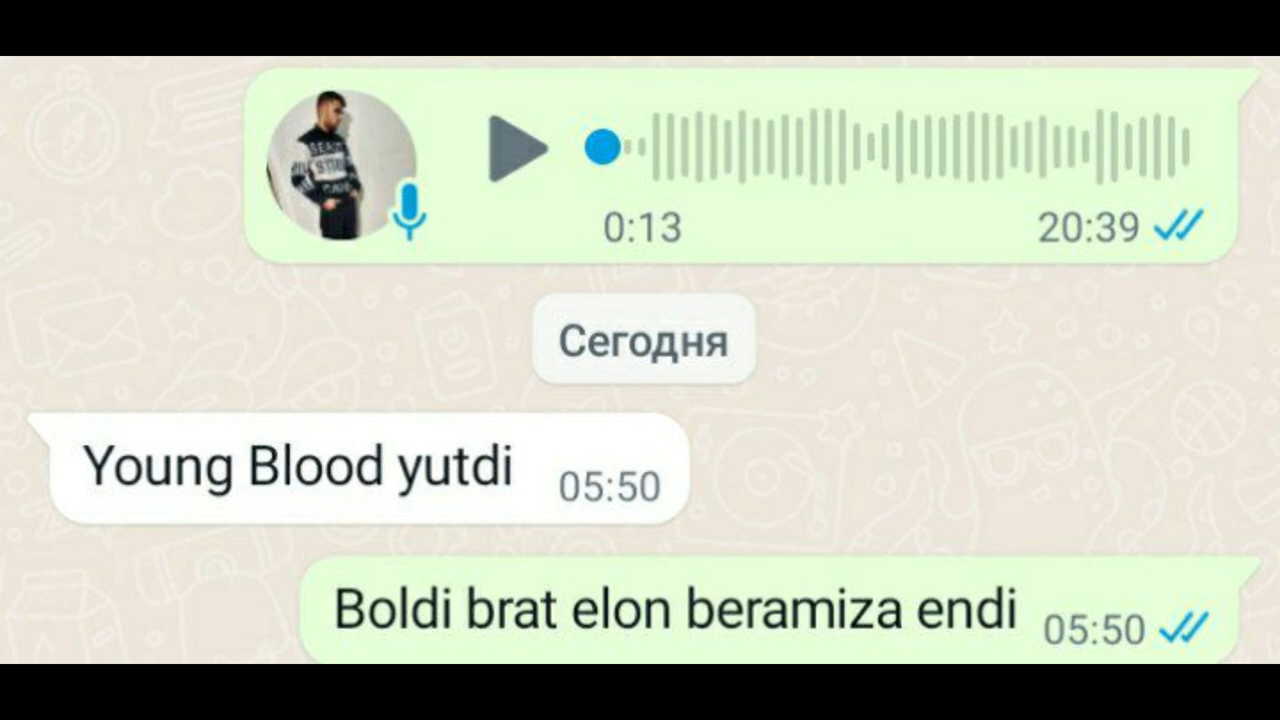 0:13 20:39
Сегодня
Young Blood yutdi 05:50
Boldi brat elon beramiza endi 05:50